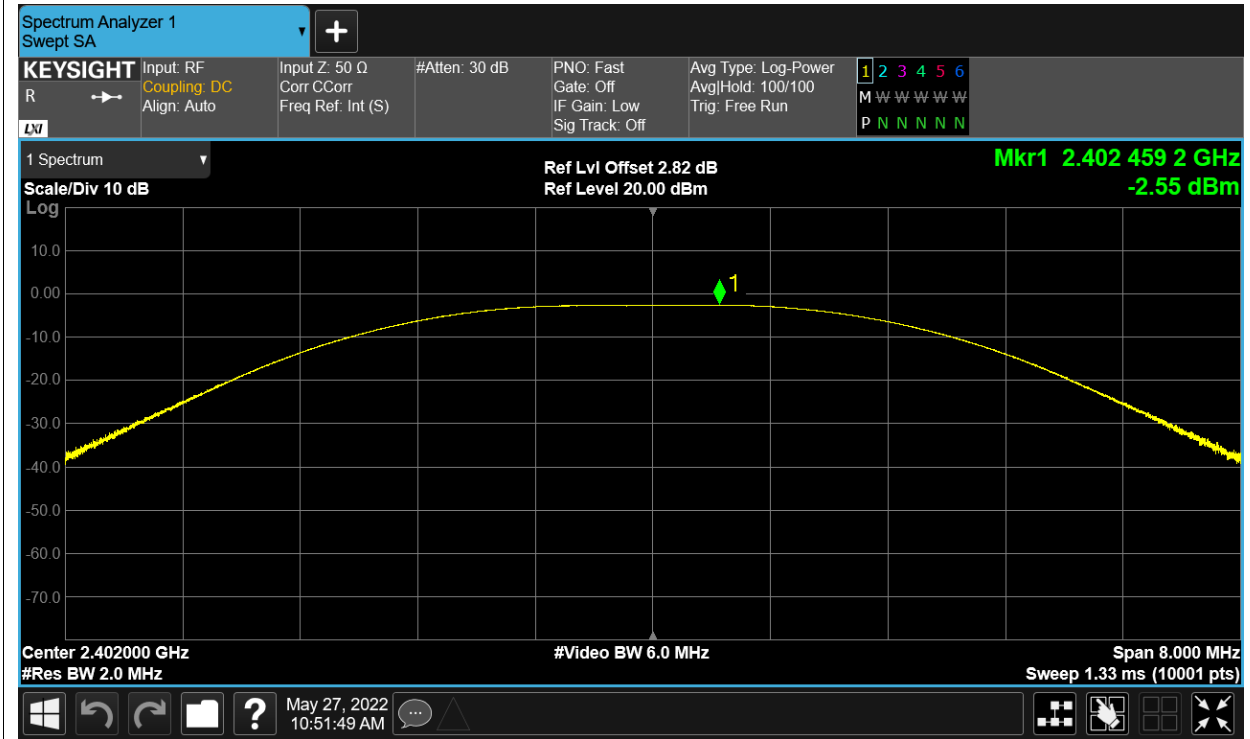 Spectrum Analyzer 1
Swept SA
+
KEYSIGHT
R
LXI
Input: RF
Coupling: DC
Align: Auto
Input Z: 50 Ω
Corr CCorr
Freq Ref: Int (S)
#Atten: 30 dB
PNO: Fast
Gate: Off
IF Gain: Low
Sig Track: Off
Avg Type: Log-Power
Avg|Hold: 100/100
Trig: Free Run
1 2 3 4 5 6
M W W W W W
P N N N N N
1 Spectrum
Scale/Div 10 dB
Log
Ref Lvl Offset 2.82 dB
Ref Level 20.00 dBm
Mkr1 2.402 459 2 GHz
-2.55 dBm
10.0
0.00
-10.0
-20.0
-30.0
-40.0
-50.0
-60.0
-70.0
1
Center 2.402000 GHz
#Res BW 2.0 MHz
#Video BW 6.0 MHz
Span 8.000 MHz
Sweep 1.33 ms (10001 pts)
?
May 27, 2022
10:51:49 AM